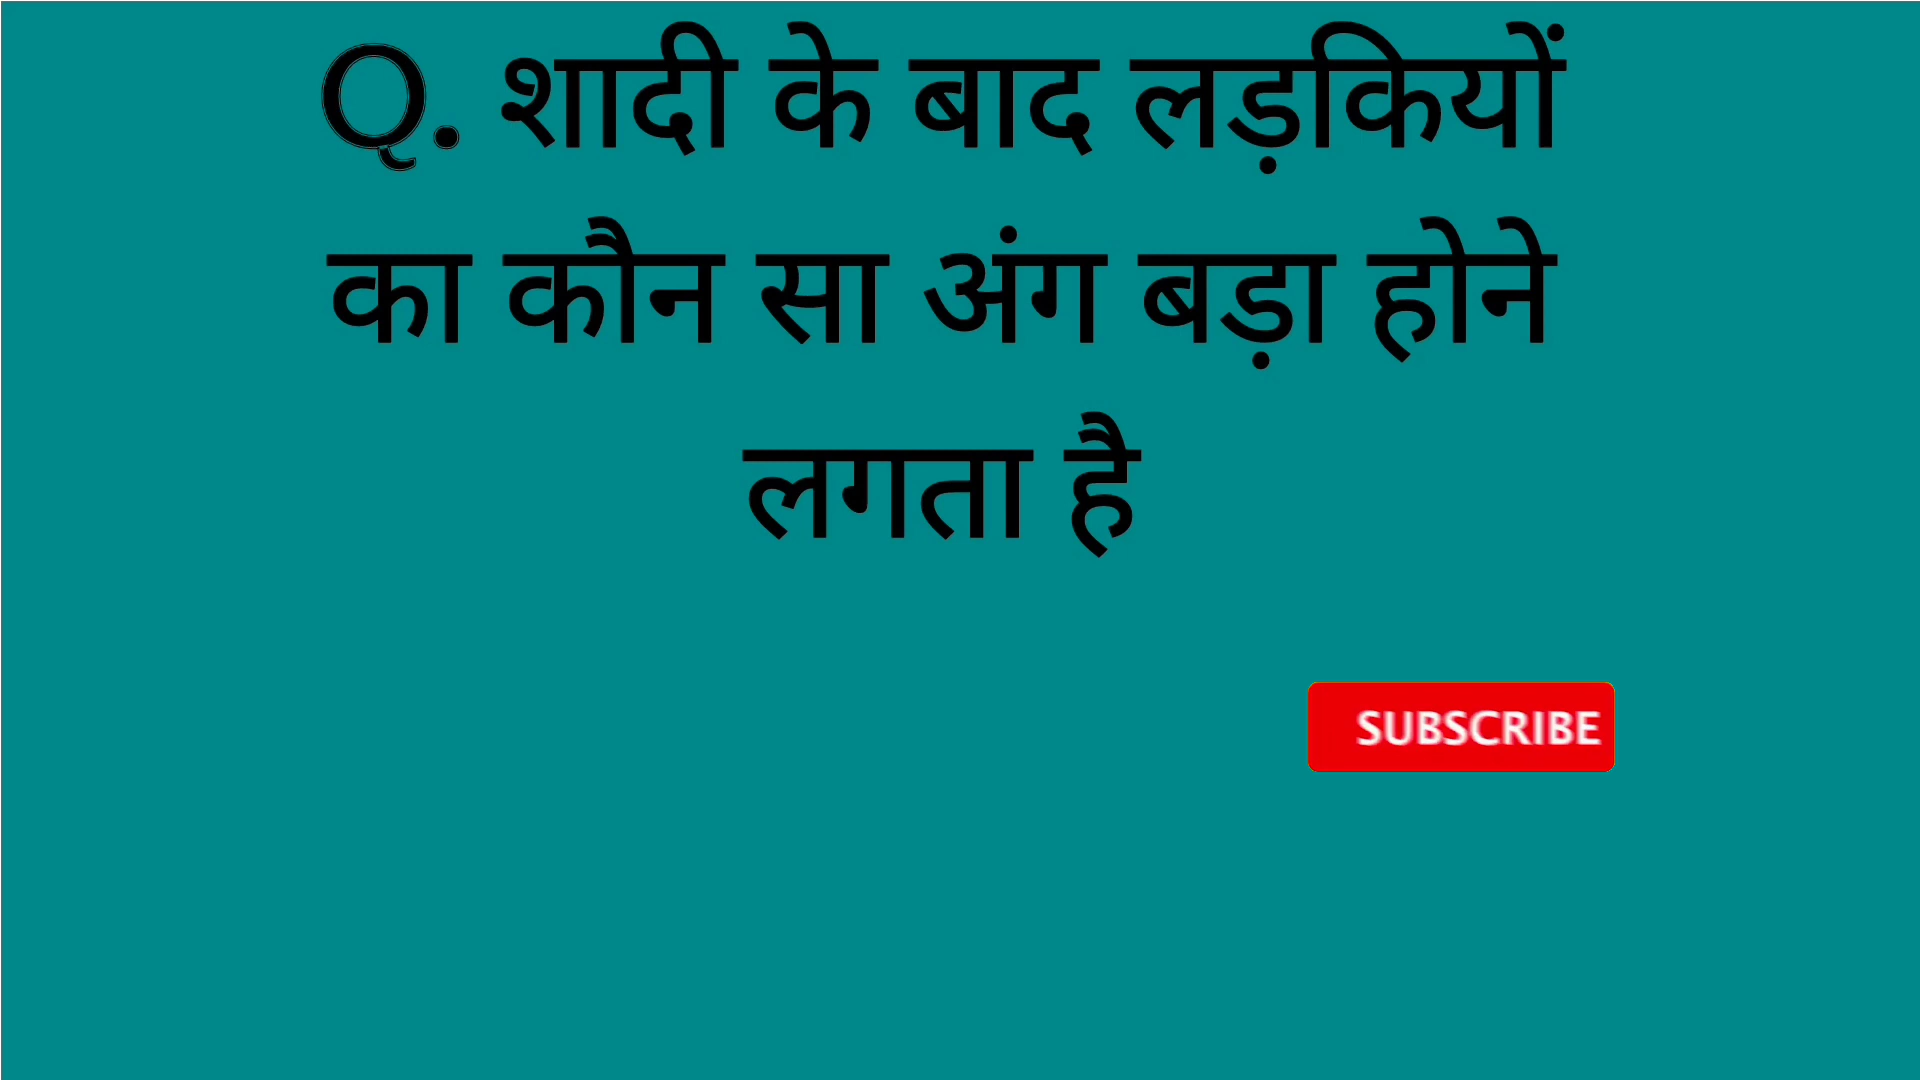 Q. शादी के बाद लड़कियों
का कौन सा अंग बड़ा होने
लगता है
SUBSCRIBE